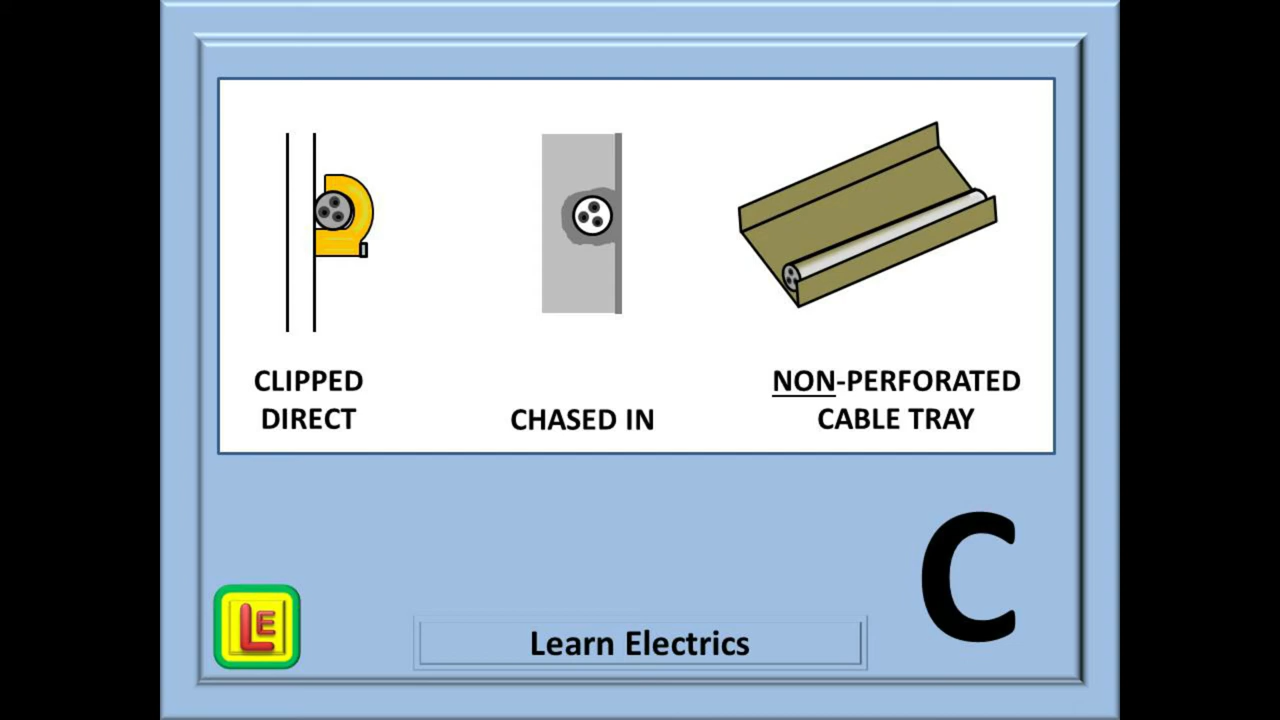 CLIPPED
DIRECT
CHASED IN
NON-PERFORATED
CABLE TRAY
C
LE
Learn Electrics